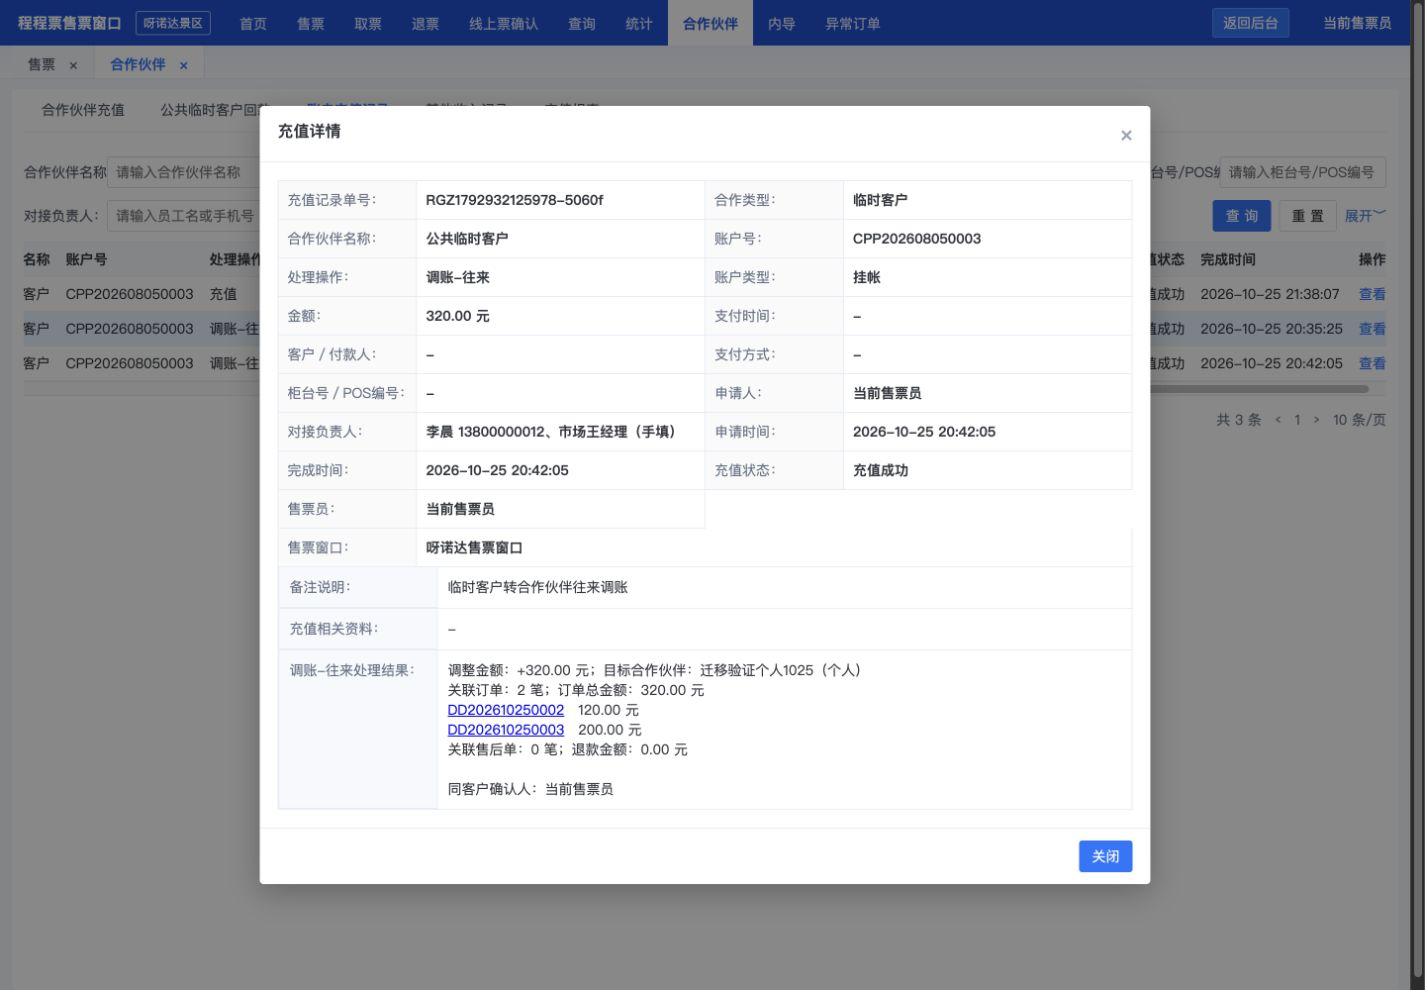 程程票售票窗口 呀诺达景区 首页 售票 取票 退票 线上票确认 查询 统计 合作伙伴 内导 异常订单 返回后台 当前售票员
售票 × 合作伙伴 ×
合作伙伴充值 公共临时客户回
充值详情 ×
合作伙伴名称 请输入合作伙伴名称 台号/POS 请输入柜台号/POS编号
对接负责人： 请输入员工名或手机号 查 询 重 置 展开
名称 账户号 处理操作 值状态 完成时间 操作
客户 CPP202608050003 充值 值成功 2026-10-25 21:38:07 查看
客户 CPP202608050003 调账-往 值成功 2026-10-25 20:35:25 查看
客户 CPP202608050003 调账-往 值成功 2026-10-25 20:42:05 查看
共 3 条 < 1 > 10 条/页
充值记录单号： RGZ1792932125978-5060f 合作类型： 临时客户
合作伙伴名称： 公共临时客户 账户号： CPP202608050003
处理操作： 调账-往来 账户类型： 挂帐
金额： 320.00 元 支付时间： -
客户 / 付款人： - 支付方式： -
柜台号 / POS编号： - 申请人： 当前售票员
对接负责人： 李晨 13800000012、市场王经理（手填） 申请时间： 2026-10-25 20:42:05
完成时间： 2026-10-25 20:42:05 充值状态： 充值成功
售票员： 当前售票员
售票窗口： 呀诺达售票窗口
备注说明： 临时客户转合作伙伴往来调账
充值相关资料： -
调账-往来处理结果： 调整金额：+320.00 元；目标合作伙伴：迁移验证个人1025（个人）
关联订单：2 笔；订单总金额：320.00 元
DD202610250002 120.00 元
DD202610250003 200.00 元
关联售后单：0 笔；退款金额：0.00 元
同客户确认人：当前售票员
关闭